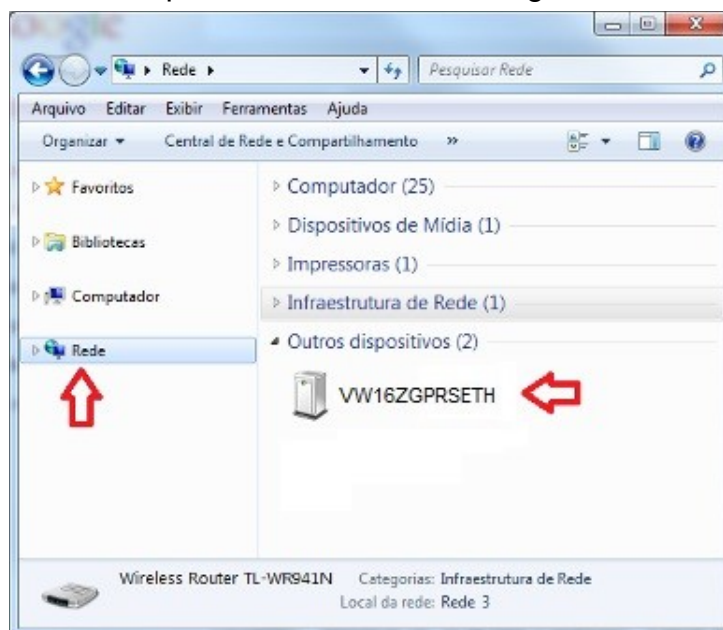 Rede
Pesquisar Rede
Arquivo Editar Exibir Ferramentas Ajuda
Organizar Central de Rede e Compartilhamento »
Favoritos
Bibliotecas
Computador
Rede
Computador (25)
Dispositivos de Mídia (1)
Impressoras (1)
Infraestrutura de Rede (1)
Outros dispositivos (2)
VW16ZGPRSETH
Wireless Router TL-WR941N Categorias: Infraestrutura de Rede
Local da rede: Rede 3